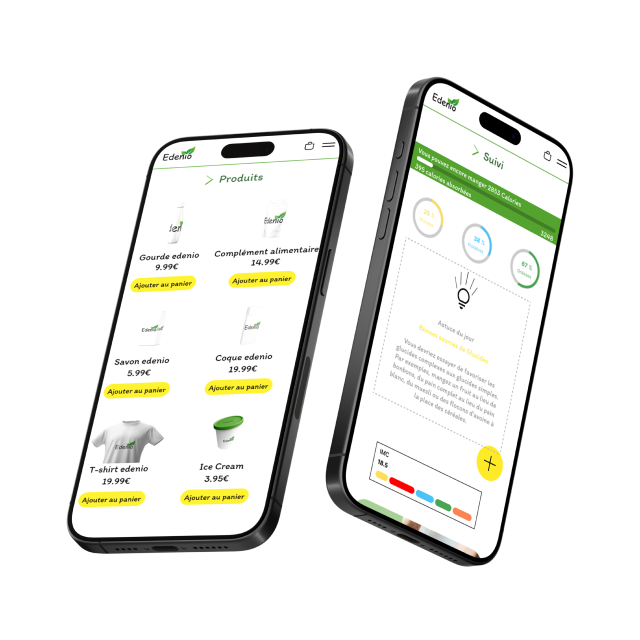 Edenio
Produits
Gourde edenio
9.99€
Ajouter au panier
Complément alimentaire
14.99€
Ajouter au panier
Savon edenio
5.99€
Ajouter au panier
Coque edenio
19.99€
Ajouter au panier
T-shirt edenio
19.99€
Ajouter au panier
Ice Cream
3.95€
Ajouter au panier
Edenio
Suivi
Vous pouvez encore manger 2853 Calories
395 calories absorbées
25 %
38 %
67 %
Astuce du jour
Bonnes sources de Glucides
Vous devriez essayer de favoriser les
glucides complexes aux glucides simples.
Par exemples, mangez un fruit au lieu de
bonbons, du pain complet au lieu du pain
blanc, du muesli ou des flocons d'avoine à
la place des céréales.
IMC
18.5